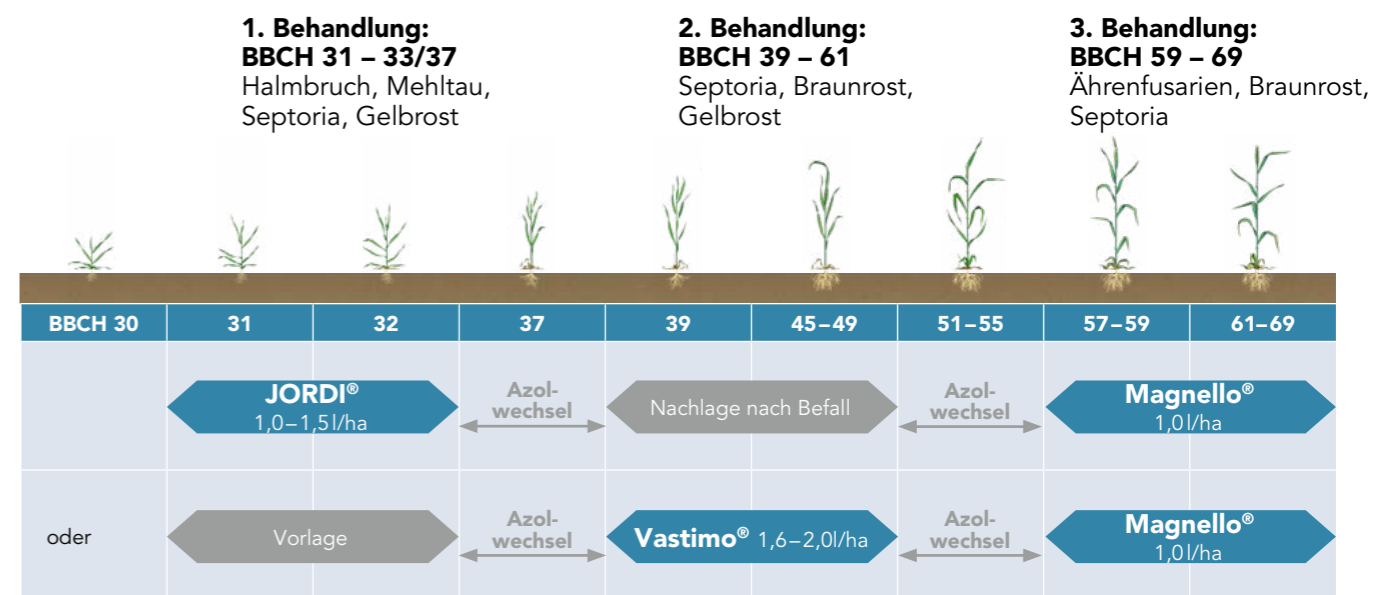 1. Behandlung:
BBCH 31 – 33/37
Halmbruch, Mehltau,
Septoria, Gelbrost
2. Behandlung:
BBCH 39 – 61
Septoria, Braunrost,
Gelbrost
3. Behandlung:
BBCH 59 – 69
Ährenfusarien, Braunrost,
Septoria
BBCH 30 31 32 37 39 45–49 51–55 57–59 61–69
JORDI®
1,0–1,5 l/ha
Azol-
wechsel
Nachlage nach Befall
Azol-
wechsel
Magnello®
1,0 l/ha
oder
Vorlage
Azol-
wechsel
Vastimo® 1,6–2,0l/ha
Azol-
wechsel
Magnello®
1,0 l/ha